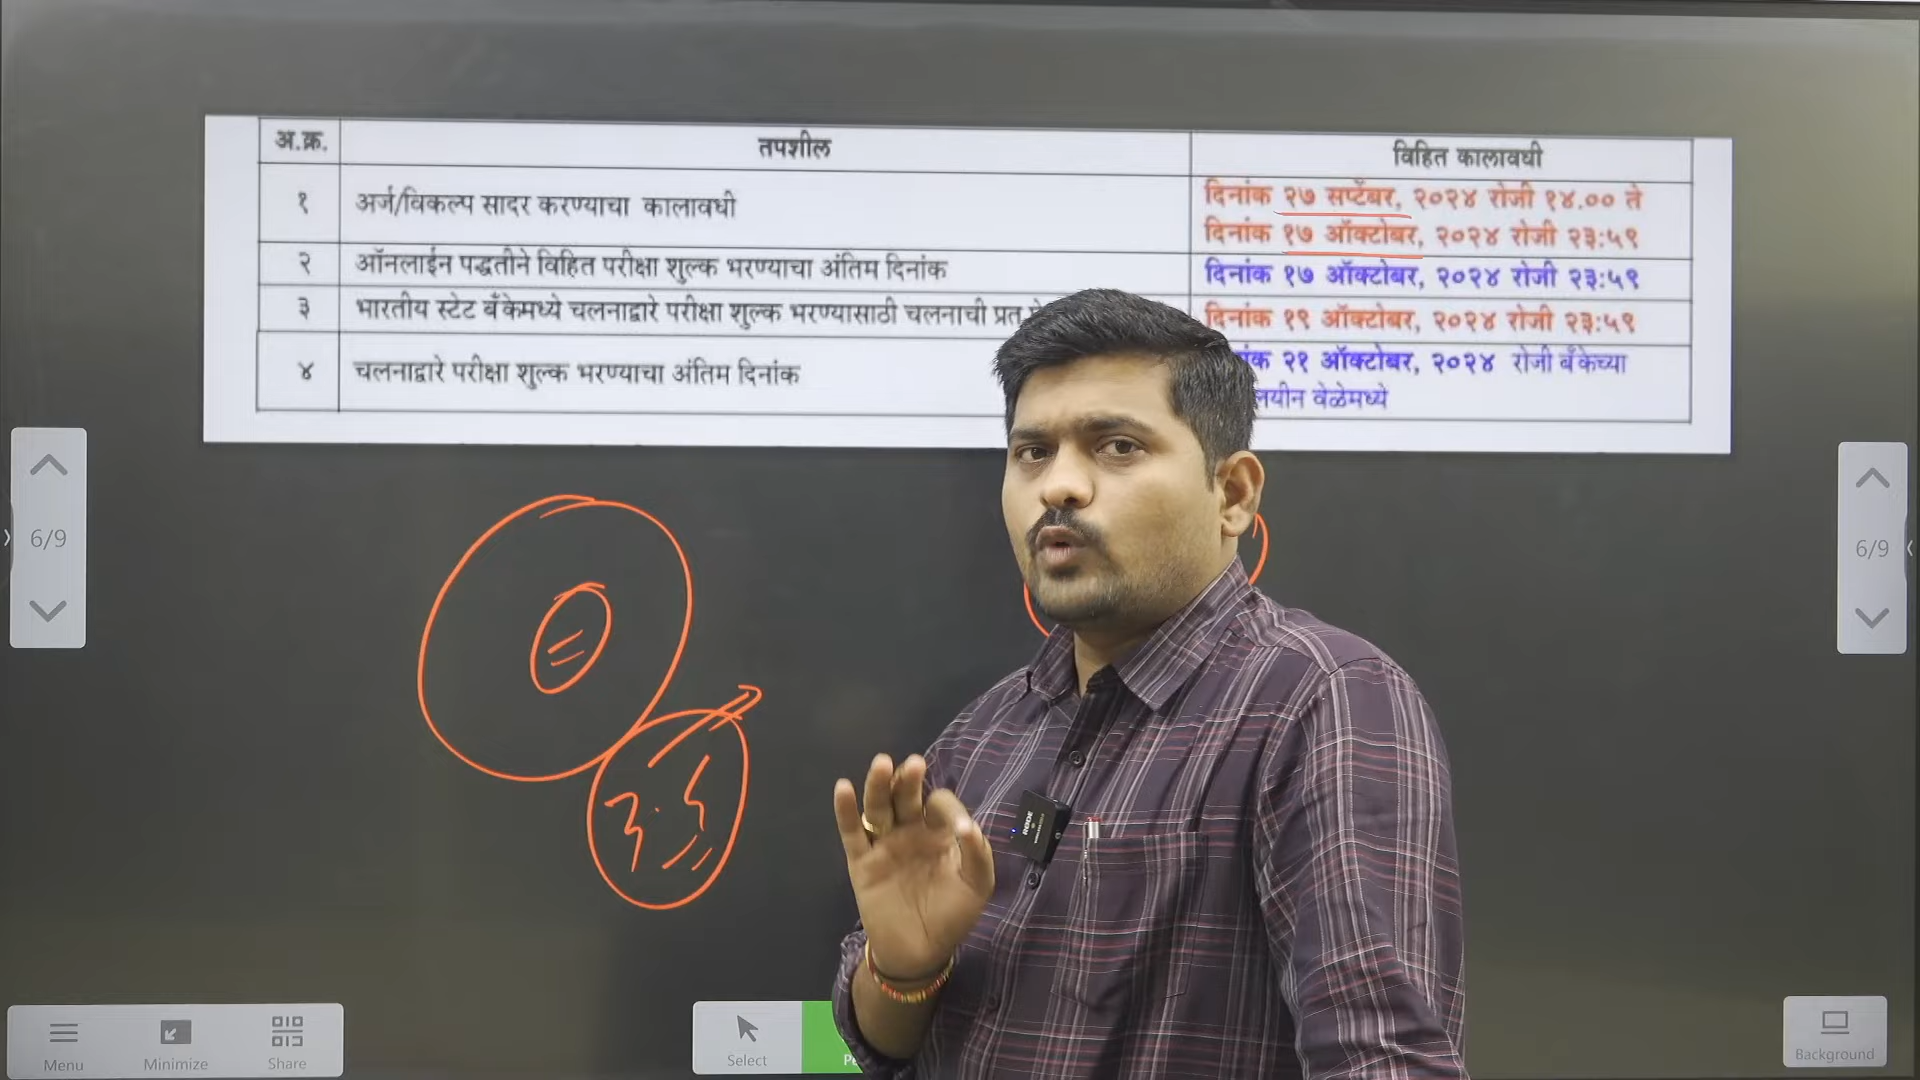 अ.क्र. तपशील विहित कालावधी
१ अर्ज/विकल्प सादर करण्याचा कालावधी दिनांक २७ सप्टेंबर, २०२४ रोजी १४.०० ते
दिनांक १७ ऑक्टोबर, २०२४ रोजी २३:५९
२ ऑनलाईन पद्धतीने विहित परीक्षा शुल्क भरण्याचा अंतिम दिनांक दिनांक १७ ऑक्टोबर, २०२४ रोजी २३:५९
३ भारतीय स्टेट बँकेमध्ये चलनाद्वारे परीक्षा शुल्क भरण्यासाठी चलनाची प्रत दिनांक १९ ऑक्टोबर, २०२४ रोजी २३:५९
४ चलनाद्वारे परीक्षा शुल्क भरण्याचा अंतिम दिनांक २१ ऑक्टोबर, २०२४ रोजी बँकेच्या
वेळेमध्ये
6/9
6/9
RODE
Menu
Minimize
Share
Select
Background